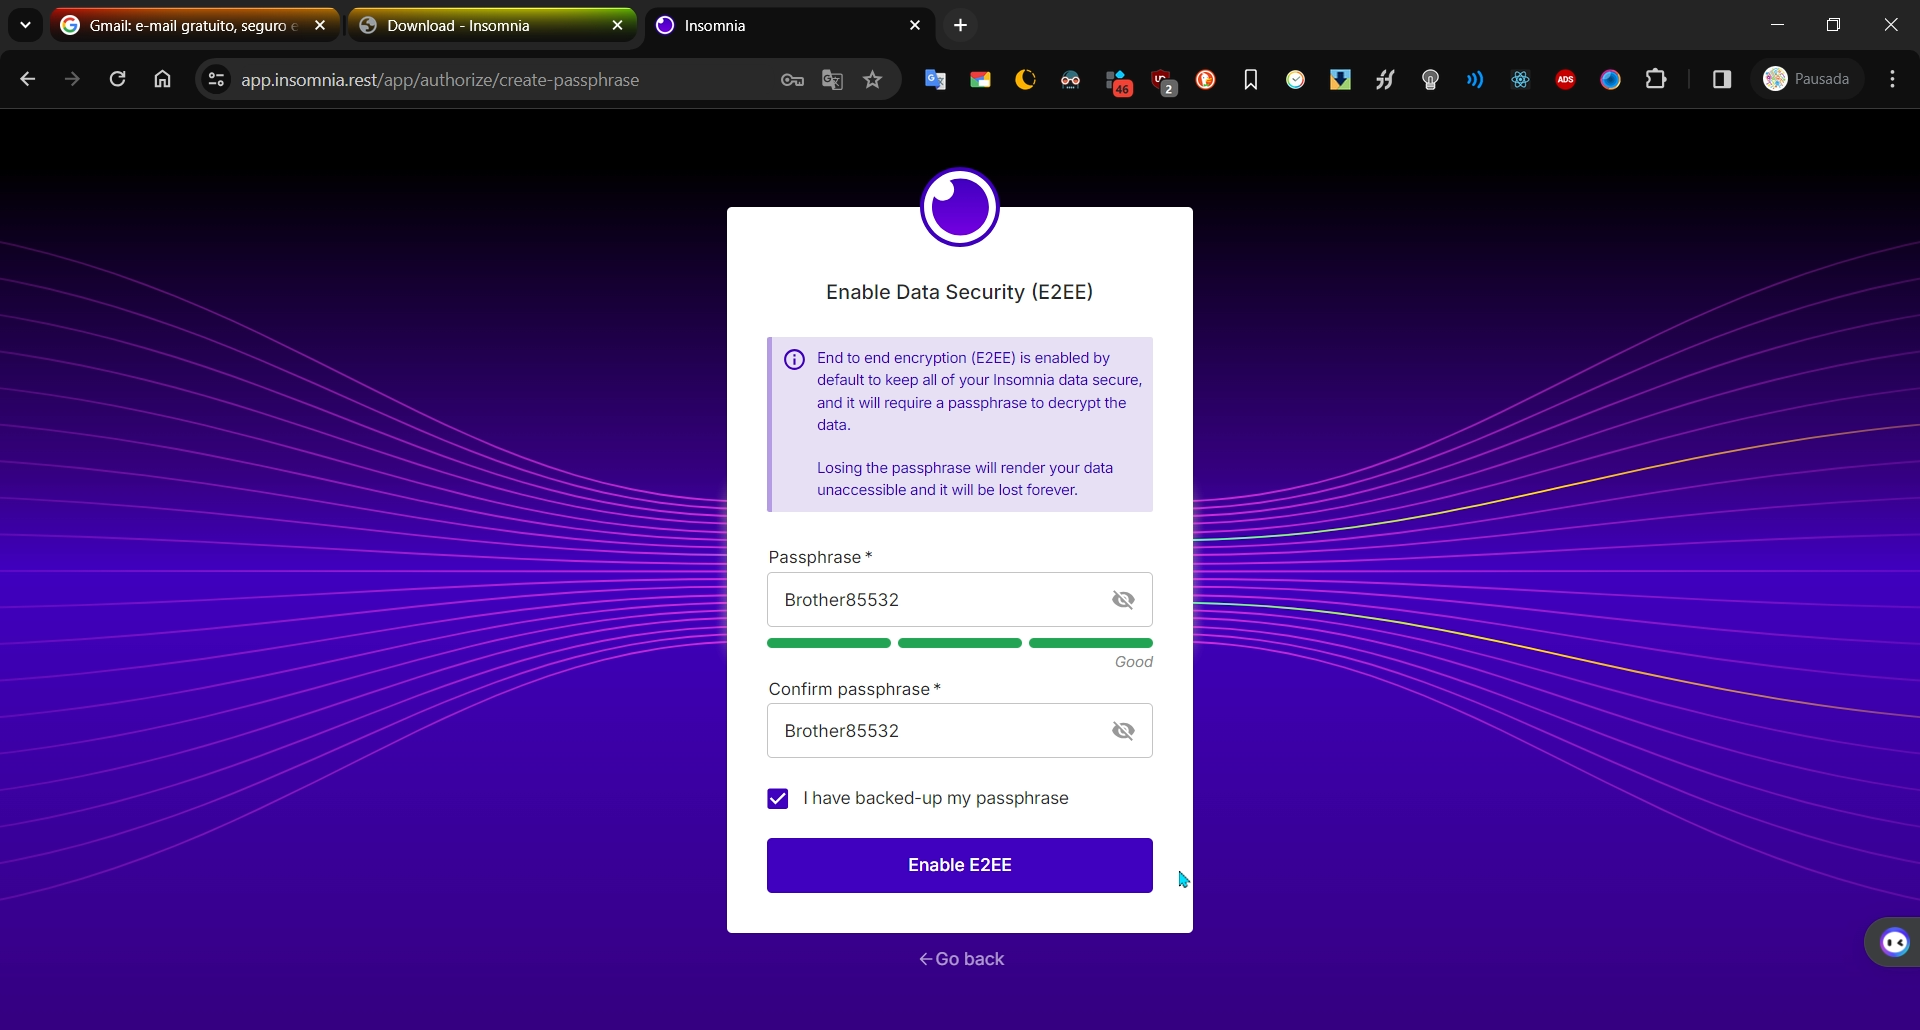 Gmail: e-mail gratuito, seguro e
Download - Insomnia
Insomnia
app.insomnia.rest/app/authorize/create-passphrase
46
2
ADS
Pausada
Enable Data Security (E2EE)
End to end encryption (E2EE) is enabled by
default to keep all of your Insomnia data secure,
and it will require a passphrase to decrypt the
data.
Losing the passphrase will render your data
unaccessible and it will be lost forever.
Passphrase *
Brother85532
Good
Confirm passphrase *
Brother85532
I have backed-up my passphrase
Enable E2EE
←Go back